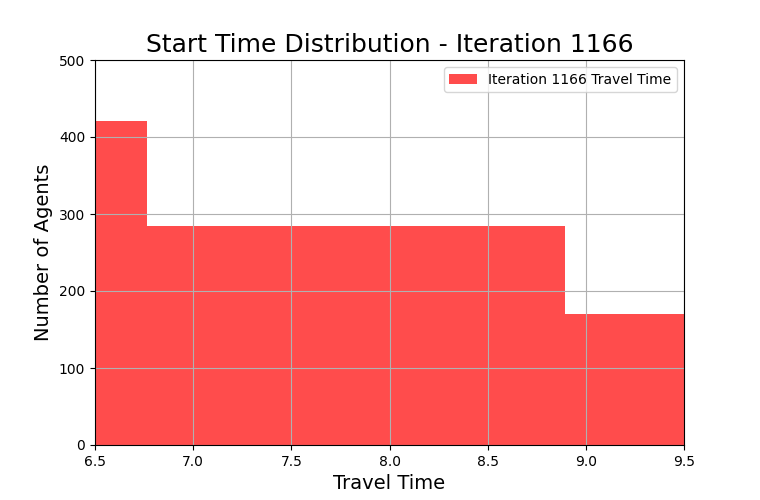 Start Time Distribution - Iteration 1166
Iteration 1166 Travel Time
Number of Agents
500
400
300
200
100
0
6.5 7.0 7.5 8.0 8.5 9.0 9.5
Travel Time